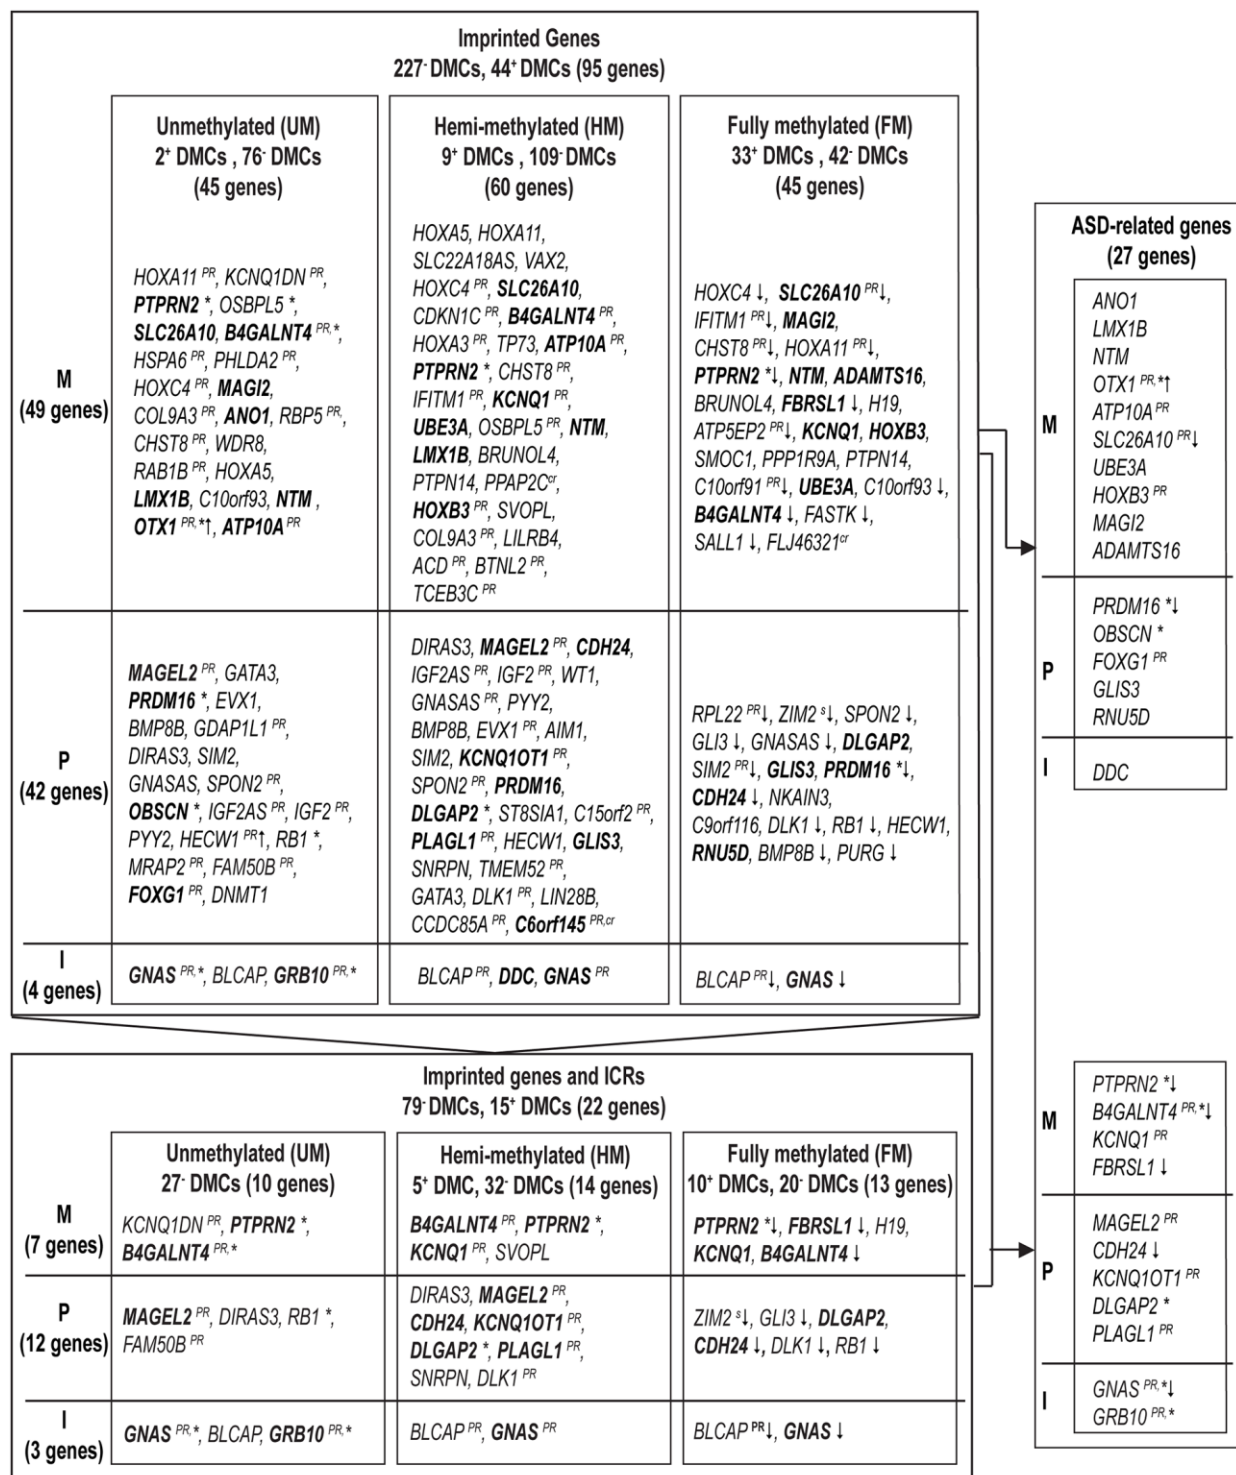 Imprinted Genes
227⁻ DMCs, 44⁺ DMCs (95 genes)
Unmethylated (UM)
2⁺ DMCs , 76⁻ DMCs
(45 genes)
Hemi-methylated (HM)
9⁺ DMCs , 109⁻ DMCs
(60 genes)
Fully methylated (FM)
33⁺ DMCs , 42⁻ DMCs
(45 genes)
M
(49 genes)
HOXA11 PR, KCNQ1DN PR,
PTPRN2 *, OSBPL5 *,
SLC26A10, B4GALNT4 PR,*,
HSPA6 PR, PHLDA2 PR,
HOXC4 PR, MAGI2,
COL9A3 PR, ANO1, RBP5 PR,
CHST8 PR, WDR8,
RAB1B PR, HOXA5,
LMX1B, C10orf93, NTM ,
OTX1 PR,*↑, ATP10A PR
HOXA5, HOXA11,
SLC22A18AS, VAX2,
HOXC4 PR, SLC26A10,
CDKN1C PR, B4GALNT4 PR,
HOXA3 PR, TP73, ATP10A PR,
PTPRN2 *, CHST8 PR,
IFITM1 PR, KCNQ1 PR,
UBE3A, OSBPL5 PR, NTM,
LMX1B, BRUNOL4,
PTPN14, PPAP2C cr,
HOXB3 PR, SVOPL,
COL9A3 PR, LILRB4,
ACD PR, BTNL2 PR,
TCEB3C PR
HOXC4 ↓, SLC26A10 PR↓,
IFITM1 PR↓, MAGI2,
CHST8 PR↓, HOXA11 PR↓,
PTPRN2 *↓, NTM, ADAMTS16,
BRUNOL4, FBRSL1 ↓, H19,
ATP5EP2 PR↓, KCNQ1, HOXB3,
SMOC1, PPP1R9A, PTPN14,
C10orf91 PR↓, UBE3A, C10orf93 ↓,
B4GALNT4 ↓, FASTK ↓,
SALL1 ↓, FLJ46321 cr
P
(42 genes)
MAGEL2 PR, GATA3,
PRDM16 *, EVX1,
BMP8B, GDAP1L1 PR,
DIRAS3, SIM2,
GNASAS, SPON2 PR,
OBSCN *, IGF2AS PR, IGF2 PR,
PYY2, HECW1 PR↑, RB1 *,
MRAP2 PR, FAM50B PR,
FOXG1 PR, DNMT1
DIRAS3, MAGEL2 PR, CDH24,
IGF2AS PR, IGF2 PR, WT1,
GNASAS PR, PYY2,
BMP8B, EVX1 PR, AIM1,
SIM2, KCNQ1OT1 PR,
SPON2 PR, PRDM16,
DLGAP2 *, ST8SIA1, C15orf2 PR,
PLAGL1 PR, HECW1, GLIS3,
SNRPN, TMEM52 PR,
GATA3, DLK1 PR, LIN28B,
CCDC85A PR, C6orf145 PR,cr
RPL22 PR↓, ZIM2 s↓, SPON2 ↓,
GLI3 ↓, GNASAS ↓, DLGAP2,
SIM2 PR↓, GLIS3, PRDM16 *↓,
CDH24 ↓, NKAIN3,
C9orf116, DLK1 ↓, RB1 ↓, HECW1,
RNU5D, BMP8B ↓, PURG ↓
I
(4 genes)
GNAS PR,*, BLCAP, GRB10 PR,*
BLCAP PR, DDC, GNAS PR
BLCAP PR↓, GNAS ↓
Imprinted genes and ICRs
79⁻ DMCs, 15⁺ DMCs (22 genes)
Unmethylated (UM)
27⁻ DMCs (10 genes)
Hemi-methylated (HM)
5⁺ DMC, 32⁻ DMCs (14 genes)
Fully methylated (FM)
10⁺ DMCs, 20⁻ DMCs (13 genes)
M
(7 genes)
KCNQ1DN PR, PTPRN2 *,
B4GALNT4 PR,*
B4GALNT4 PR, PTPRN2 *,
KCNQ1 PR, SVOPL
PTPRN2 *↓, FBRSL1 ↓, H19,
KCNQ1, B4GALNT4 ↓
P
(12 genes)
MAGEL2 PR, DIRAS3, RB1 *,
FAM50B PR
DIRAS3, MAGEL2 PR,
CDH24, KCNQ1OT1 PR,
DLGAP2 *, PLAGL1 PR,
SNRPN, DLK1 PR
ZIM2 s↓, GLI3 ↓, DLGAP2,
CDH24 ↓, DLK1 ↓, RB1 ↓
I
(3 genes)
GNAS PR,*, BLCAP, GRB10 PR,*
BLCAP PR, GNAS PR
BLCAP PR↓, GNAS ↓
ASD-related genes
(27 genes)
M
ANO1
LMX1B
NTM
OTX1 PR,*↑
ATP10A PR
SLC26A10 PR↓
UBE3A
HOXB3 PR
MAGI2
ADAMTS16
P
PRDM16 *↓
OBSCN *
FOXG1 PR
GLIS3
RNU5D
I
DDC
M
PTPRN2 *↓
B4GALNT4 PR,*↓
KCNQ1 PR
FBRSL1 ↓
P
MAGEL2 PR
CDH24 ↓
KCNQ1OT1 PR
DLGAP2 *
PLAGL1 PR
I
GNAS PR,*↓
GRB10 PR,*